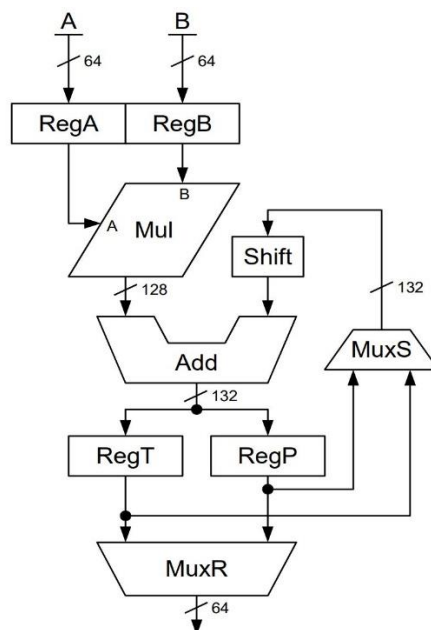 A B
64 64
RegA RegB
B
A
Mul
Shift
128
132
MuxS
Add
132
RegT RegP
MuxR
64